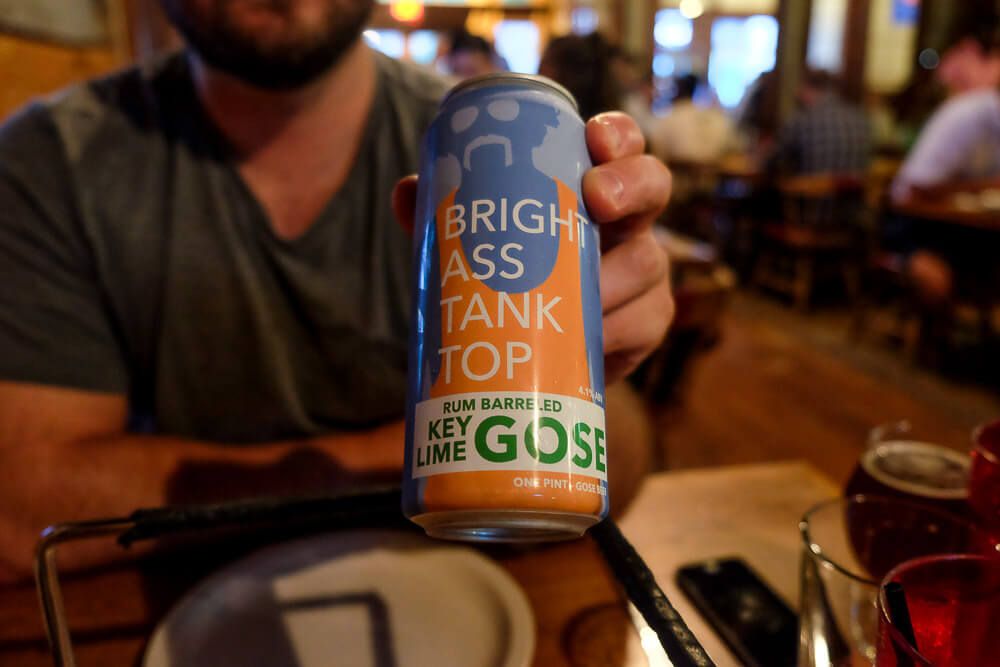 BRIGHT
ASS
TANK
TOP
4.1% ABV
RUM BARRELED
KEY
LIME
GOSE
ONE PINT • GOSE BEER